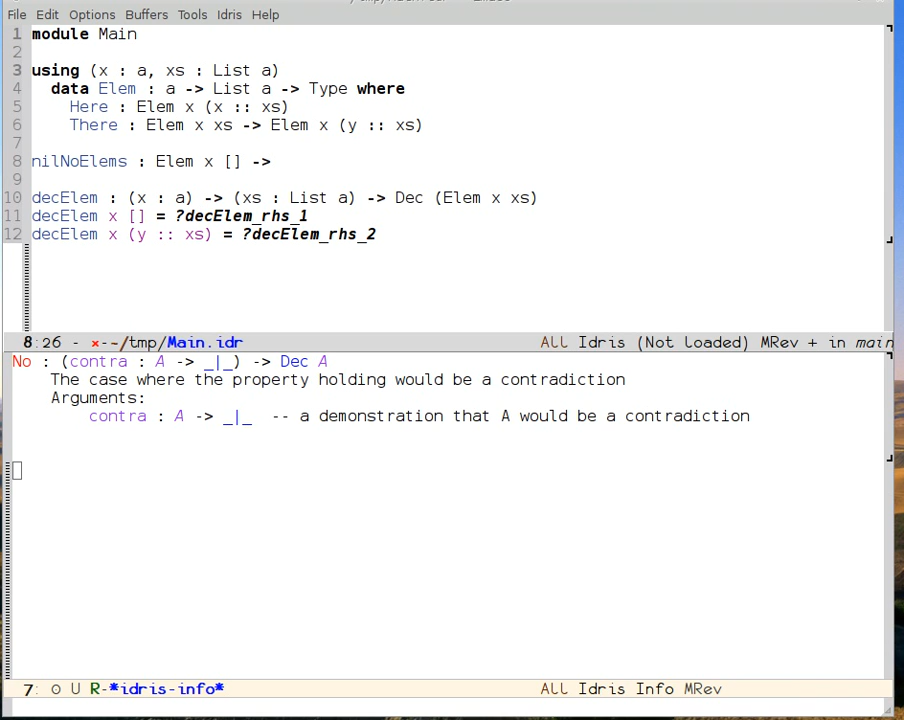 File Edit Options Buffers Tools Idris Help
1 module Main
2
3 using (x : a, xs : List a)
4   data Elem : a -> List a -> Type where
5     Here : Elem x (x :: xs)
6     There : Elem x xs -> Elem x (y :: xs)
7
8 nilNoElems : Elem x [] ->
9
10 decElem : (x : a) -> (xs : List a) -> Dec (Elem x xs)
11 decElem x [] = ?decElem_rhs_1
12 decElem x (y :: xs) = ?decElem_rhs_2
8:26 - x--~/tmp/Main.idr All Idris (Not loaded) MRev + in main
No : (contra : A -> _|_) -> Dec A
    The case where the property holding would be a contradiction
    Arguments:
        contra : A -> _|_  -- a demonstration that A would be a contradiction
7: O U R-*idris-info* All Idris Info MRev